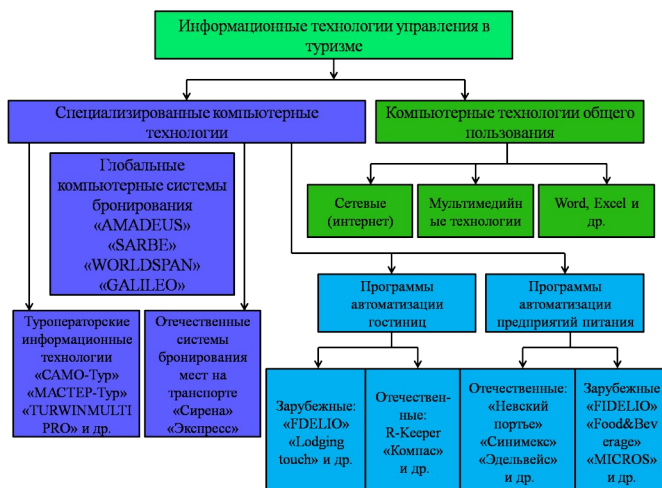 Информационные технологии управления в
туризме
Специализированные компьютерные
технологии
Компьютерные технологии общего
пользования
Глобальные
компьютерные системы
бронирования
«AMADEUS»
«SARBE»
«WORLDSPAN»
«GALILEO»
Сетевые
(интернет)
Мультимедий
ные технологии
Word, Excel и
др.
Программы
автоматизации
гостиниц
Программы
автоматизации
предприятий питания
Туроператорские
информационные
технологии
«САМО-Тур»
«МАСТЕР-Тур»
«TURWINMULTI
PRO» и др.
Отечественные
системы
бронирования
мест на
транспорте
«Сирена»
«Экспресс»
Зарубежные:
«FDELIO»
«Lodging
touch» и др.
Отечествен-
ные:
R-Keeper
«Компас»
и др.
Отечественные:
«Невский
портье»
«Синимекс»
«Эдельвейс» и
др.
Зарубежные:
«FIDELIO»
«Food&Bev
erage»
«MICROS»
и др.